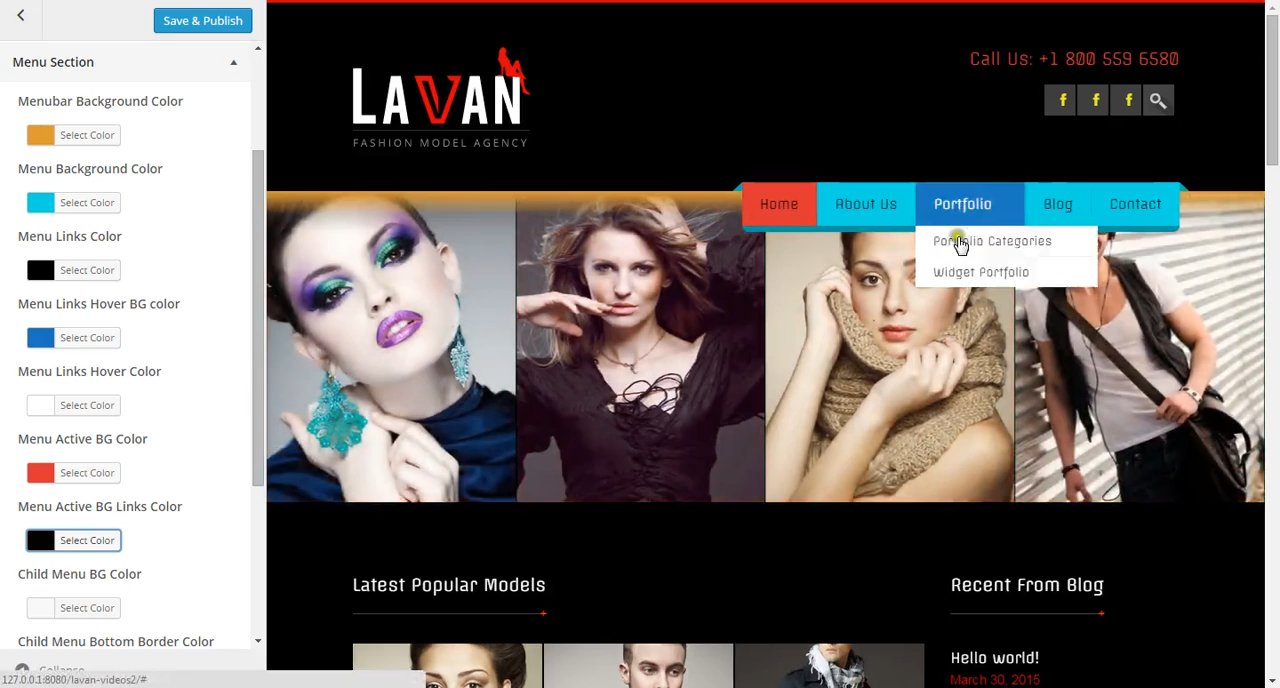 Save & Publish
Menu Section
Menubar Background Color
Select Color
Menu Background Color
Select Color
Menu Links Color
Select Color
Menu Links Hover BG color
Select Color
Menu Links Hover Color
Select Color
Menu Active BG Color
Select Color
Menu Active BG Links Color
Select Color
Child Menu BG Color
Select Color
Child Menu Bottom Border Color
Collapse
127.0.0.1:8080/lavan-videos2/#
LAVAN
FASHION MODEL AGENCY
Call Us: +1 800 559 6580
f f f
Home About Us Portfolio Blog Contact
Portfolio Categories
Widget Portfolio
Latest Popular Models
Recent From Blog
Hello world!
March 30, 2015